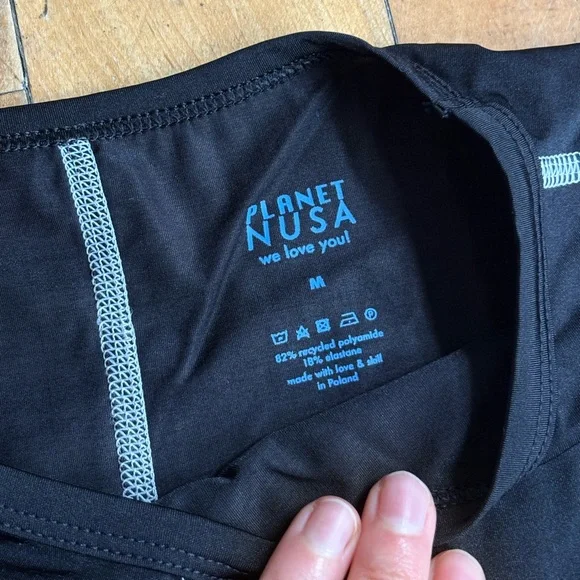 PLANET
NUSA
we love you!
M
82% recycled polyamide
18% elastane
made with love & skill
in Poland